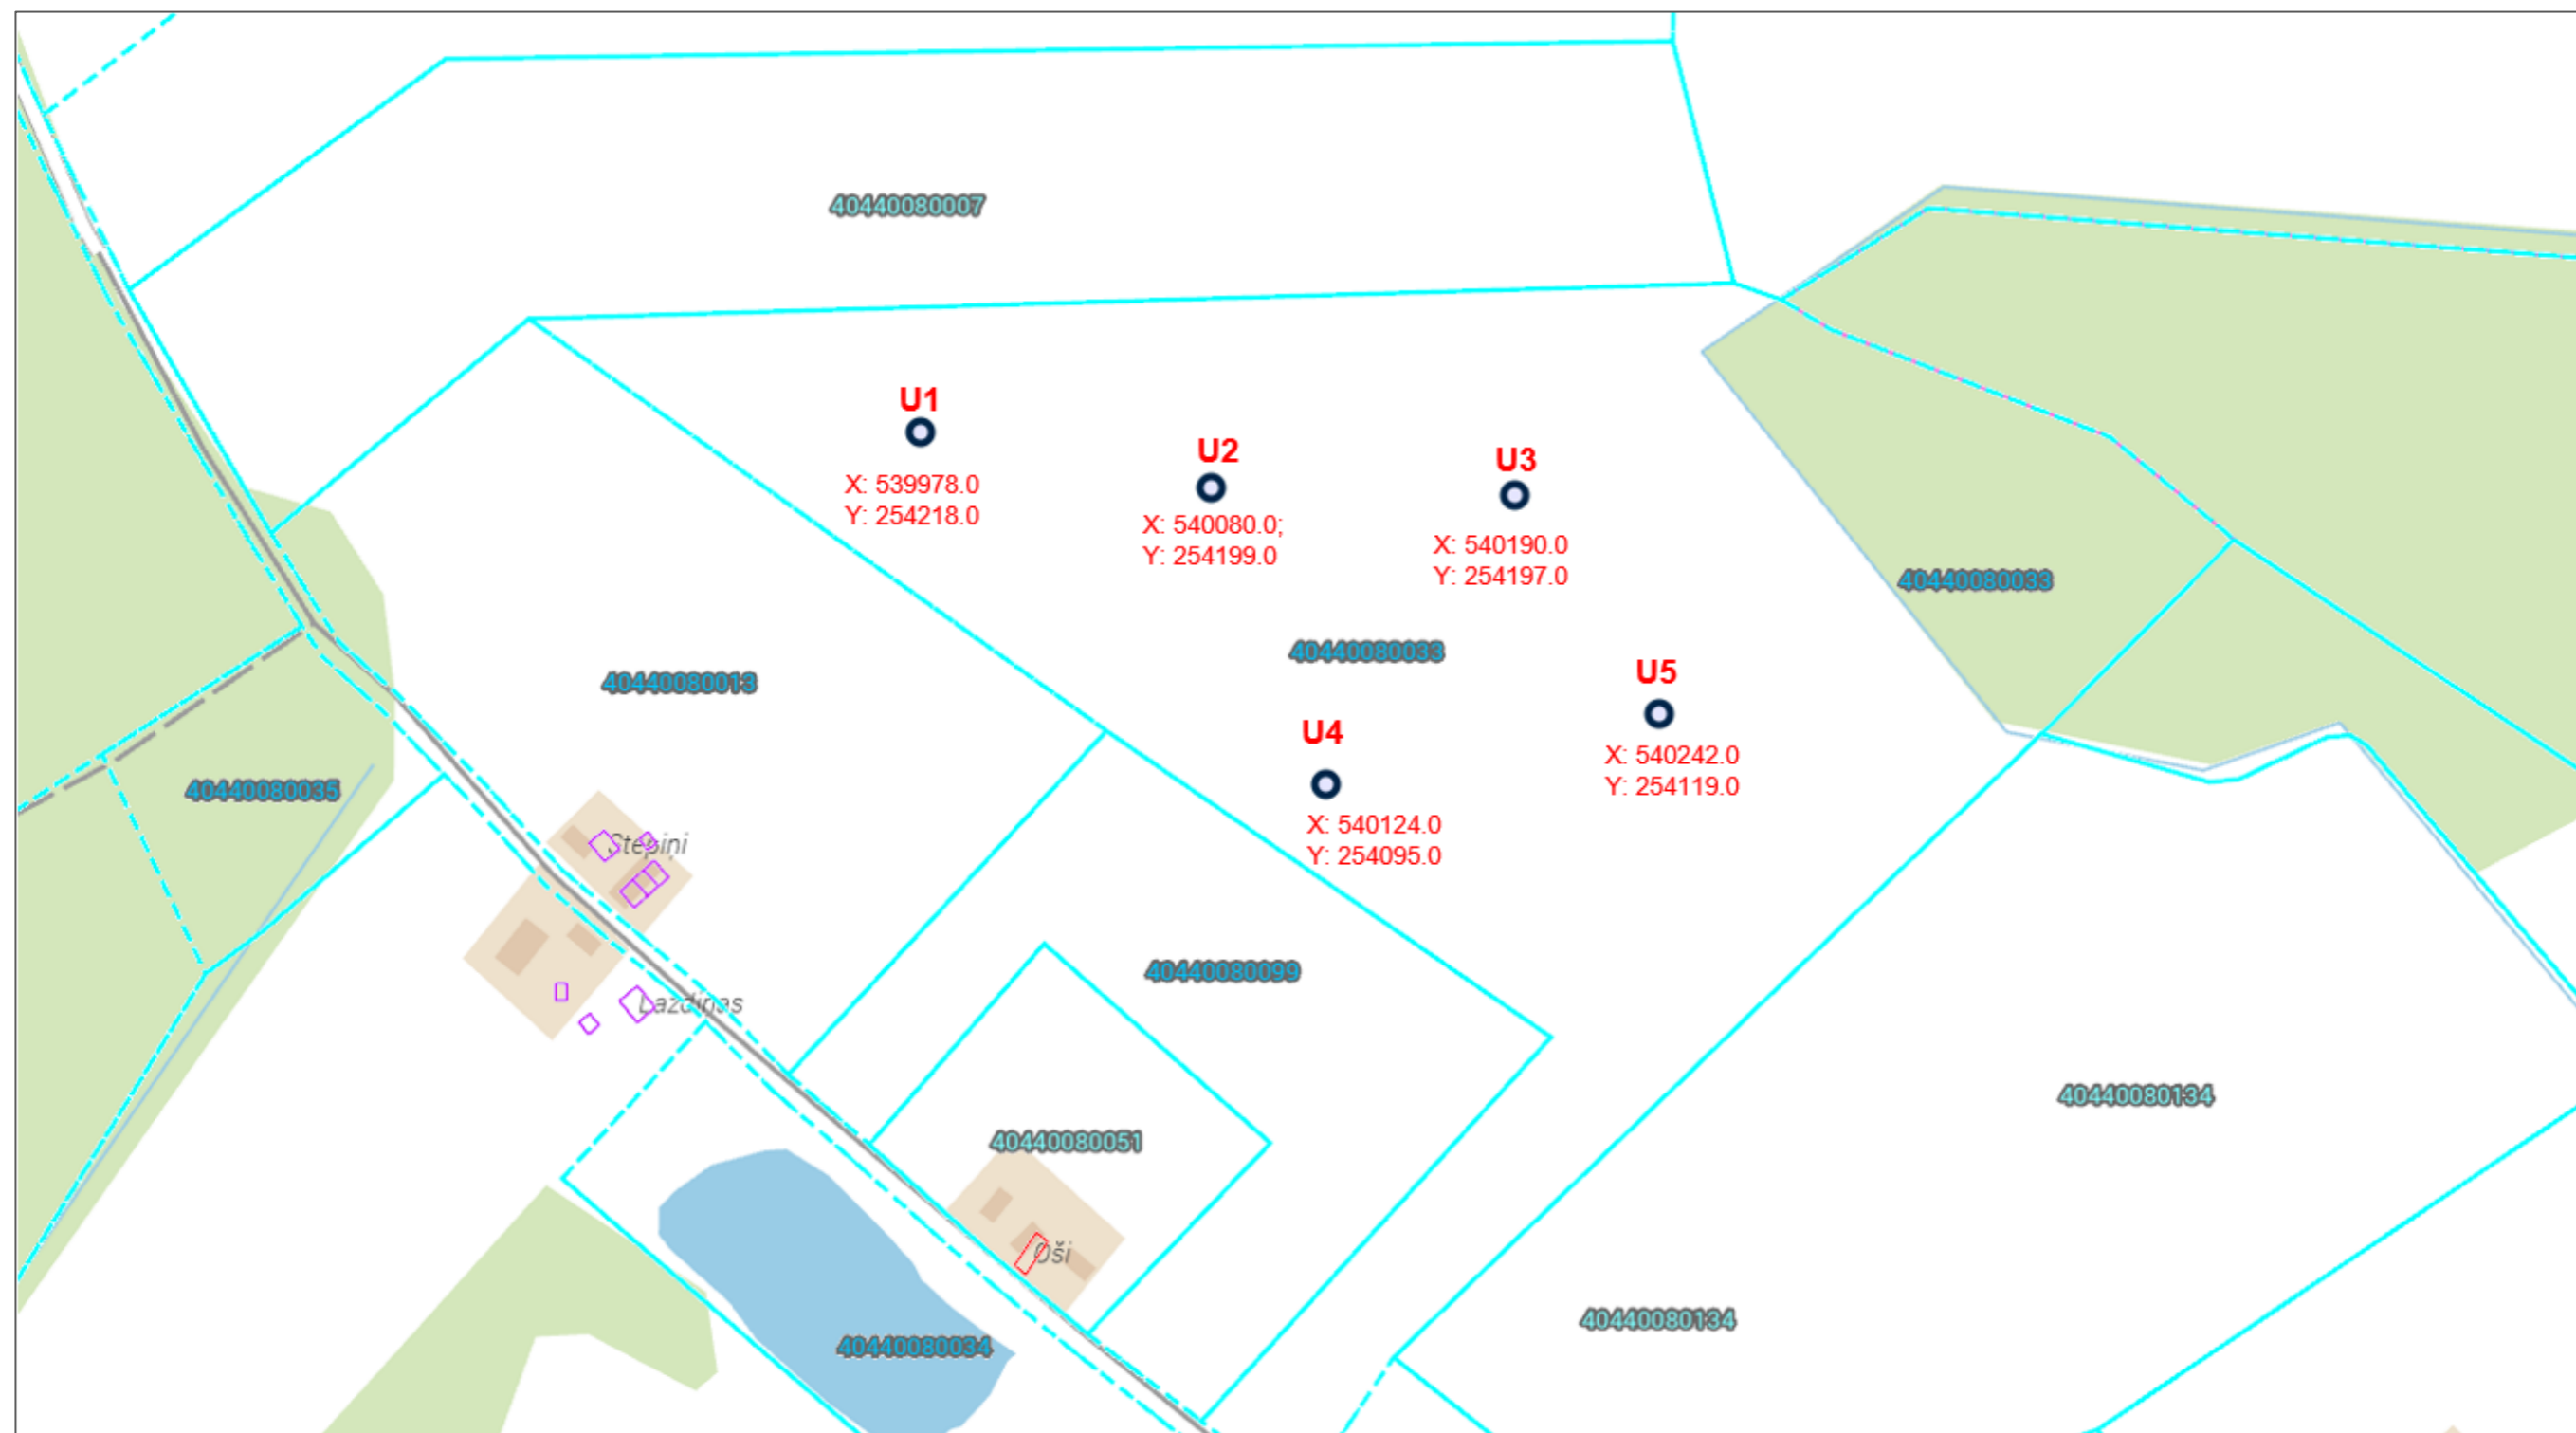 40440080007
U1
X: 539978.0
Y: 254218.0
U2
X: 540080.0;
Y: 254199.0
U3
X: 540190.0
Y: 254197.0
40440080033
40440080033
40440080013
U5
X: 540242.0
Y: 254119.0
U4
X: 540124.0
Y: 254095.0
40440080035
Stepiņi
40440080099
Lazdiņas
40440080134
40440080051
Oši
40440080134
40440080034